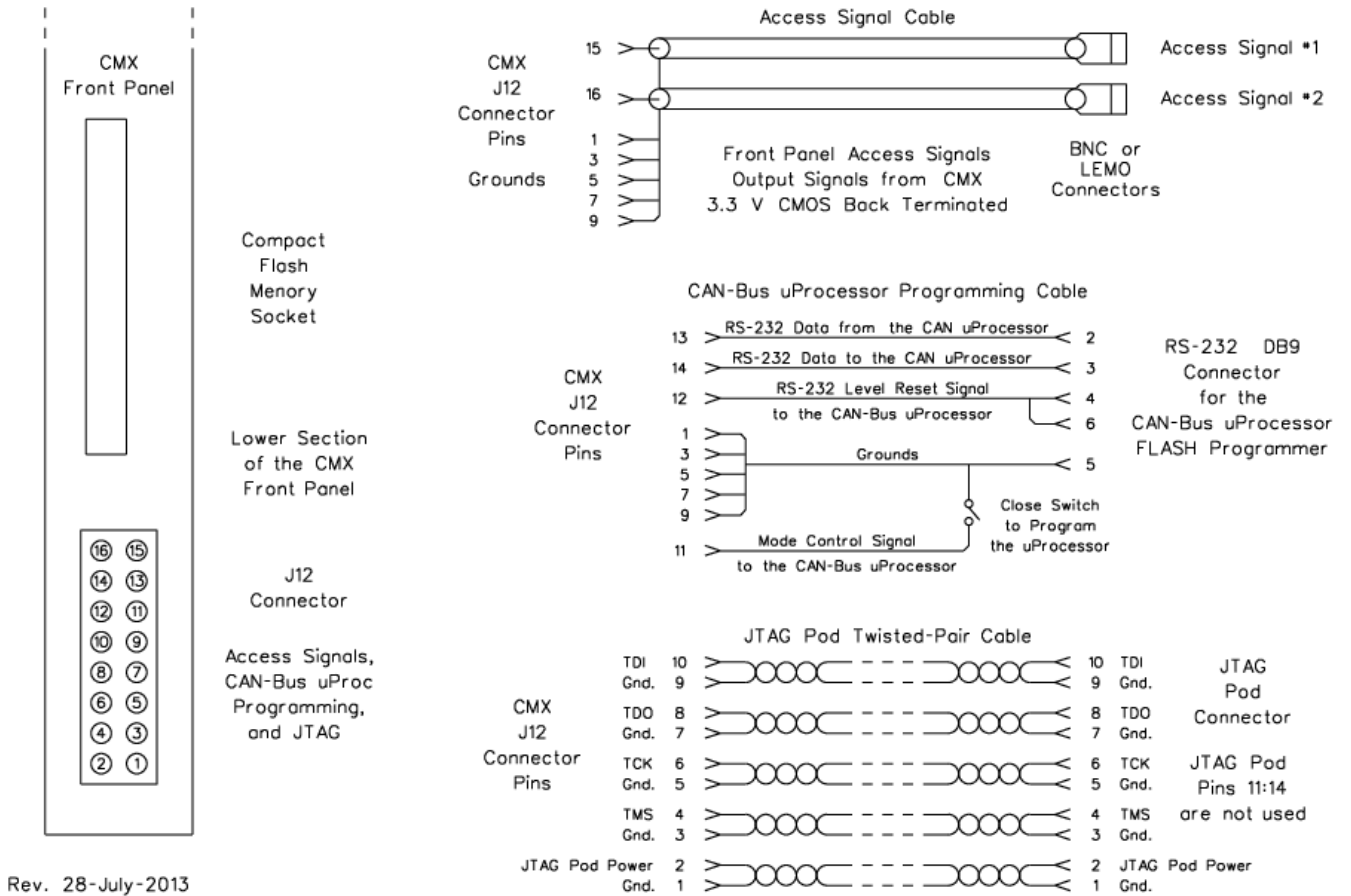 CMX
Front Panel
Compact
Flash
Menory
Socket
Lower Section
of the CMX
Front Panel
16 15
14 13
12 11
10 9
8 7
6 5
4 3
2 1
J12
Connector
Access Signals,
CAN-Bus uProc
Programming,
and JTAG
Rev. 28-July-2013
Access Signal Cable
CMX
J12
Connector
Pins
Grounds
15
16
1
3
5
7
9
Access Signal #1
Access Signal #2
Front Panel Access Signals
Output Signals from CMX
3.3 V CMOS Back Terminated
BNC or
LEMO
Connectors
CAN-Bus uProcessor Programming Cable
CMX
J12
Connector
Pins
13 RS-232 Data from the CAN uProcessor 2
14 RS-232 Data to the CAN uProcessor 3
12 RS-232 Level Reset Signal 4
to the CAN-Bus uProcessor 6
1
3
5
7
9
Grounds 5
Close Switch
to Program
the uProcessor
11 Mode Control Signal
to the CAN-Bus uProcessor
RS-232 DB9
Connector
for the
CAN-Bus uProcessor
FLASH Programmer
JTAG Pod Twisted-Pair Cable
CMX
J12
Connector
Pins
TDI 10 10 TDI
Gnd. 9 9 Gnd.
TDO 8 8 TDO
Gnd. 7 7 Gnd.
TCK 6 6 TCK
Gnd. 5 5 Gnd.
TMS 4 4 TMS
Gnd. 3 3 Gnd.
JTAG Pod Power 2 2 JTAG Pod Power
Gnd. 1 1 Gnd.
JTAG
Pod
Connector
JTAG Pod
Pins 11:14
are not used